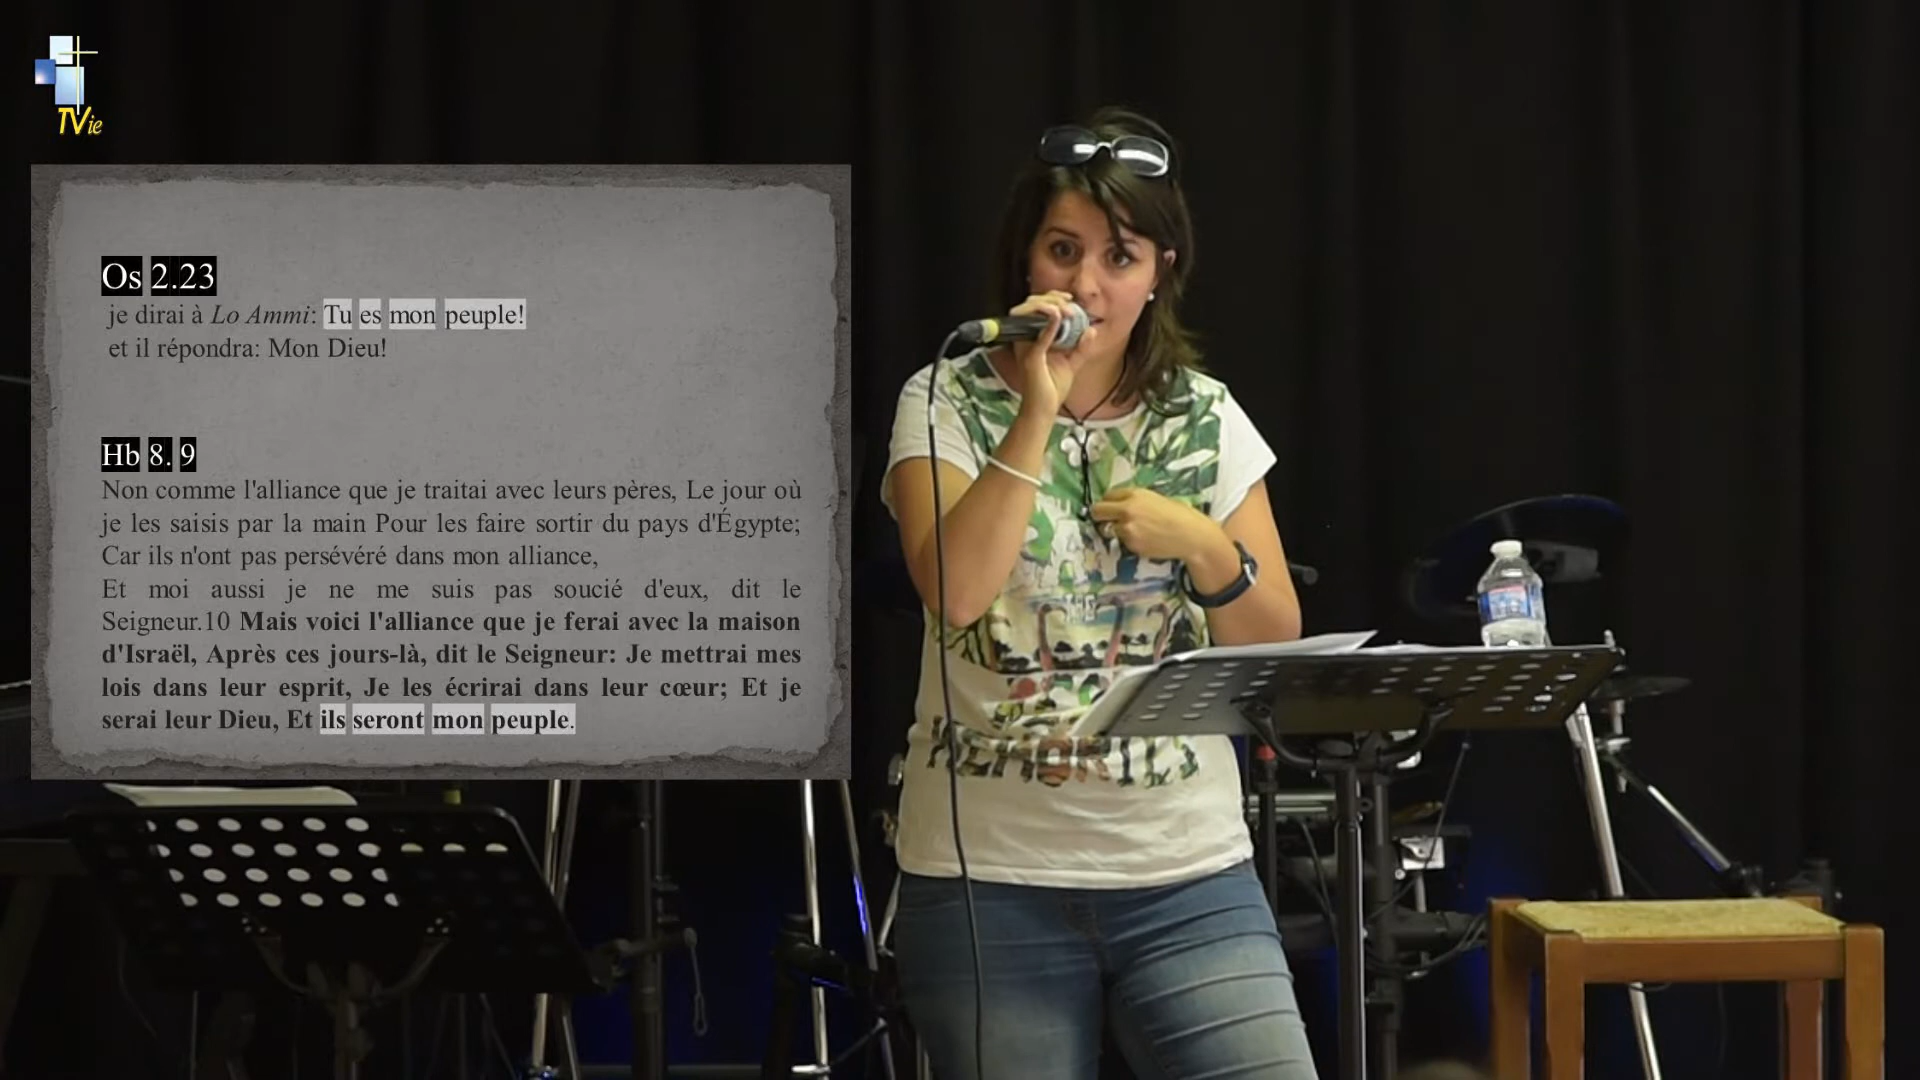 TVie
Os 2.23
je dirai à Lo Ammi: Tu es mon peuple!
et il répondra: Mon Dieu!
Hb 8. 9
Non comme l'alliance que je traitai avec leurs pères, Le jour où
je les saisis par la main Pour les faire sortir du pays d'Égypte;
Car ils n'ont pas persévéré dans mon alliance,
Et moi aussi je ne me suis pas soucié d'eux, dit le
Seigneur.10 Mais voici l'alliance que je ferai avec la maison
d'Israël, Après ces jours-là, dit le Seigneur: Je mettrai mes
lois dans leur esprit, Je les écrirai dans leur cœur; Et je
serai leur Dieu, Et ils seront mon peuple.